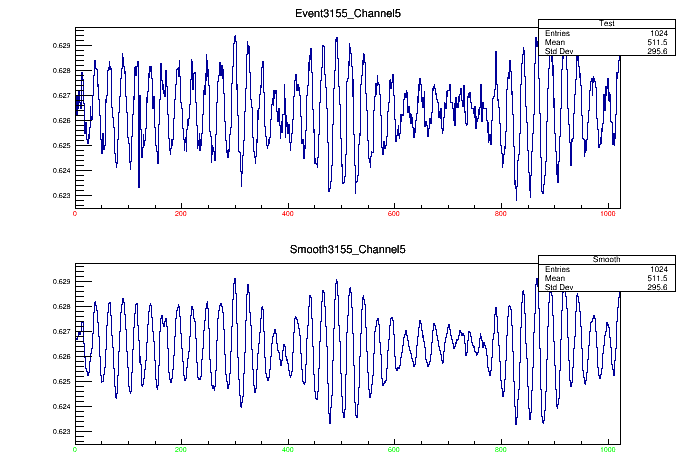 Event3155_Channel5
Test
Entries 1024
Mean 511.5
Std Dev 295.6
0.629
0.628
0.627
0.626
0.625
0.624
0.623
0 200 400 600 800 1000
Smooth3155_Channel5
Smooth
Entries 1024
Mean 511.5
Std Dev 295.6
0.629
0.628
0.627
0.626
0.625
0.624
0.623
0 200 400 600 800 1000